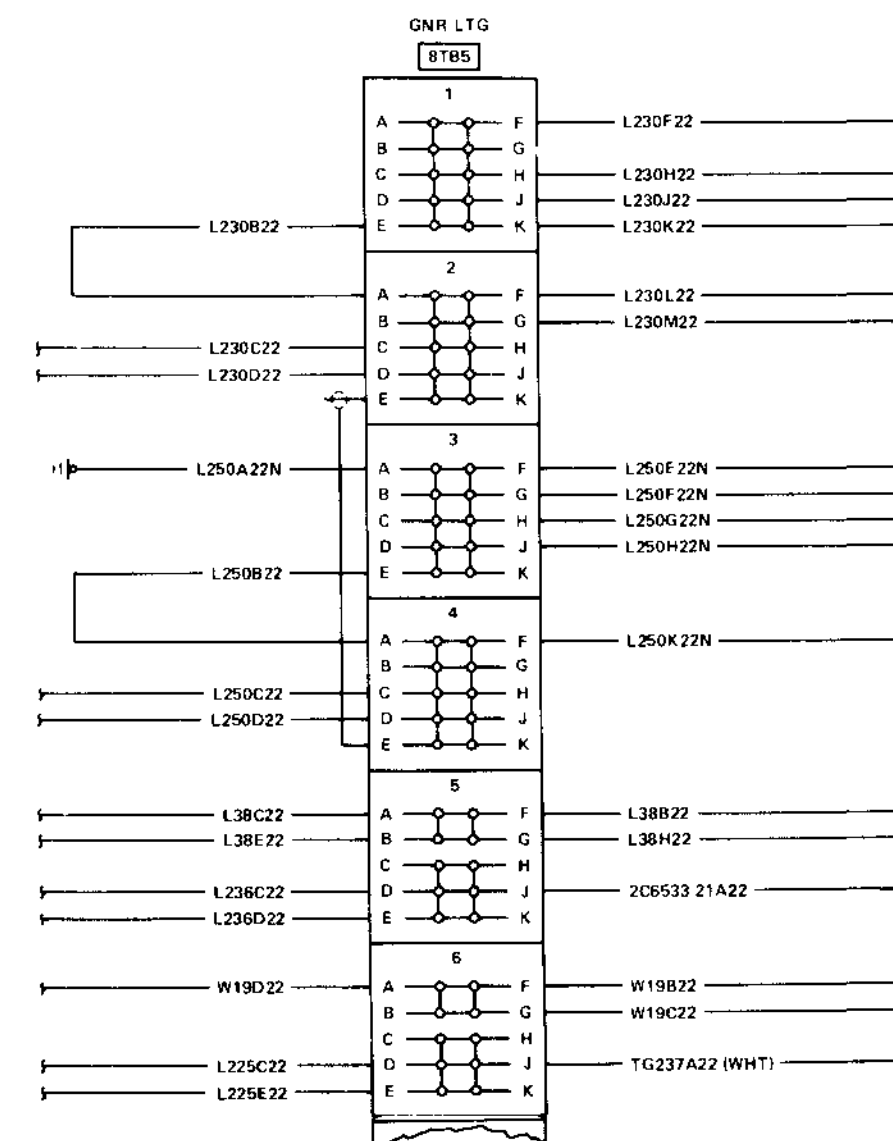 GNR LTG
8TB5
1
A F L230F22
B G
C H L230H22
D J L230J22
L230B22 E K L230K22
2
A F L230L22
B G L230M22
L230C22 C H
L230D22 D J
E K
3
L250A22N A F L250E22N
B G L250F22N
C H L250G22N
D J L250H22N
L250B22 E K
4
A F L250K22N
B G
L250C22 C H
L250D22 D J
E K
5
L38C22 A F L38B22
L38E22 B G L38H22
C H
L236C22 D J 2C6533 21A22
L236D22 E K
6
W19D22 A F W19B22
B G W19C22
C H
L225C22 D J TG237A22 (WHT)
L225E22 E K